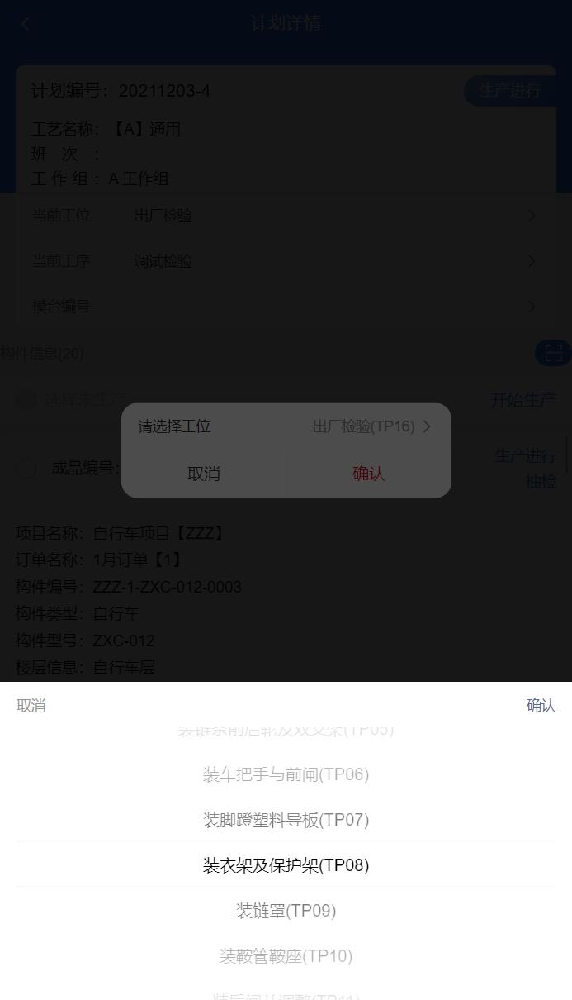 计划详情
计划编号：20211203-4
生产进行
工艺名称：【A】通用
班 次 ：
工 作 组 ：A 工作组
当前工位 出厂检验
当前工序 调试检验
模台编号
构件信息(20)
选择未生产
开始生产
请选择工位 出厂检验(TP16)
取消 确认
成品编号:
生产进行
抽检
项目名称：自行车项目【ZZZ】
订单名称：1月订单【1】
构件编号：ZZZ-1-ZXC-012-0003
构件类型：自行车
构件型号：ZXC-012
楼层信息：自行车层
取消 确认
装链条前后轮及双支架(TP05)
装车把手与前闸(TP06)
装脚蹬塑料导板(TP07)
装衣架及保护架(TP08)
装链罩(TP09)
装鞍管鞍座(TP10)
装后闸并调整(TP11)